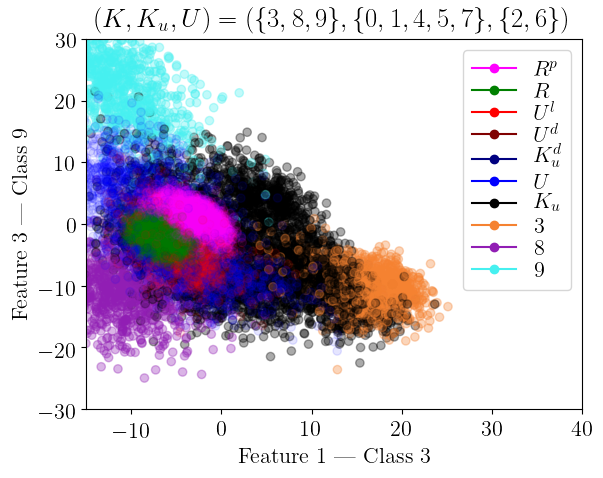 (K, K_u, U) = ({3, 8, 9}, {0, 1, 4, 5, 7}, {2, 6})
30
20
10
0
−10
−20
−30
−10
0
10
20
30
40
Feature 3 — Class 9
Feature 1 — Class 3
R^p
R
U^l
U^d
K_u^d
U
K_u
3
8
9